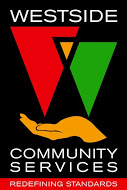 WESTSIDE
COMMUNITY
SERVICES
REDEFINING STANDARDS